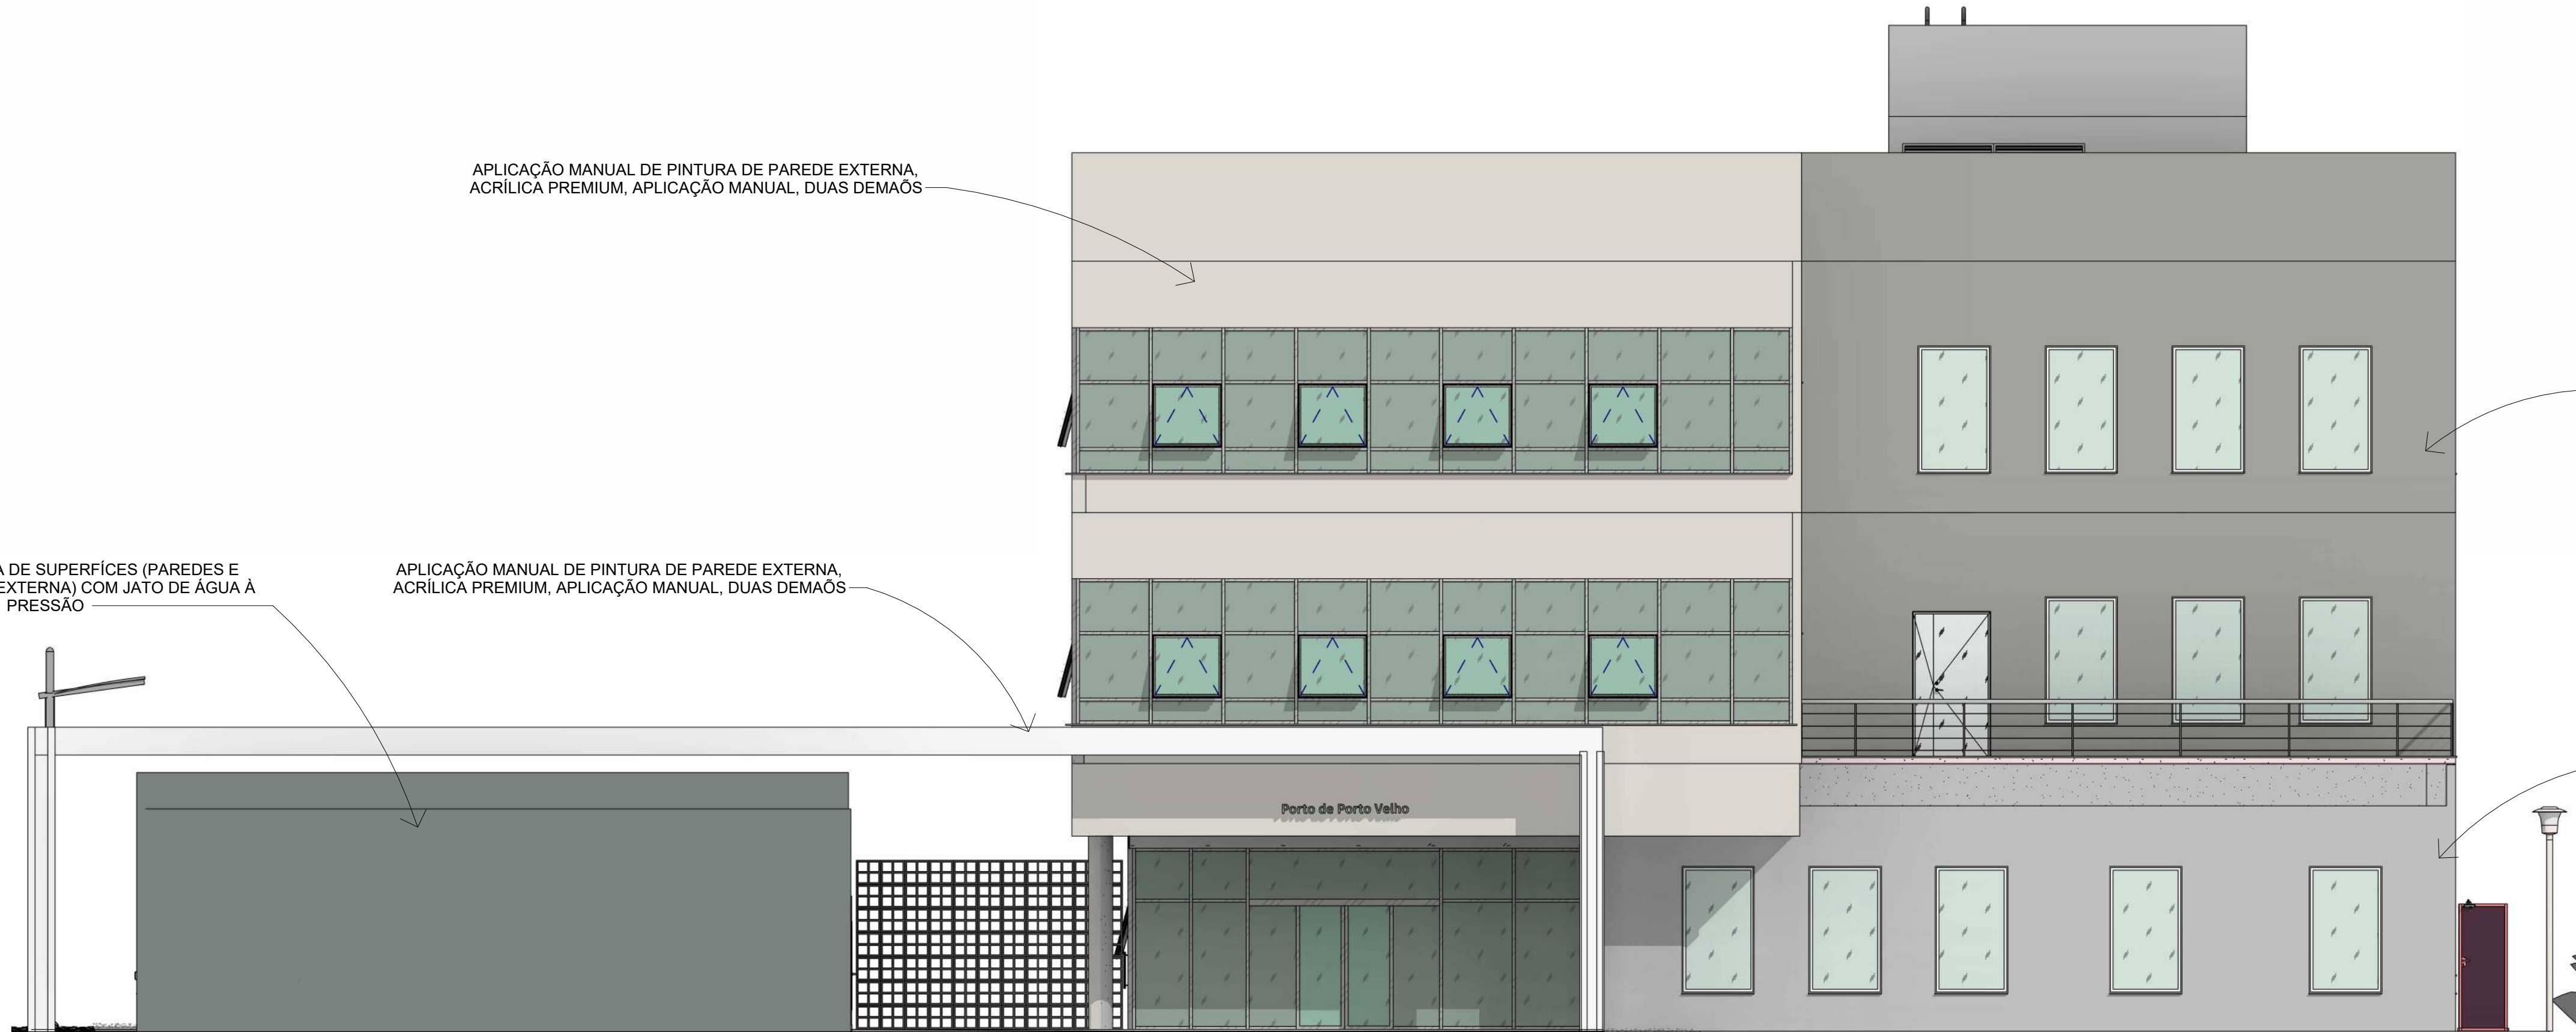 APLICAÇÃO MANUAL DE PINTURA DE PAREDE EXTERNA,
ACRÍLICA PREMIUM, APLICAÇÃO MANUAL, DUAS DEMAÕS
DE SUPERFÍCES (PAREDES E
EXTERNA) COM JATO DE ÁGUA À
PRESSÃO
APLICAÇÃO MANUAL DE PINTURA DE PAREDE EXTERNA,
ACRÍLICA PREMIUM, APLICAÇÃO MANUAL, DUAS DEMAÕS
Porto de Porto Velho